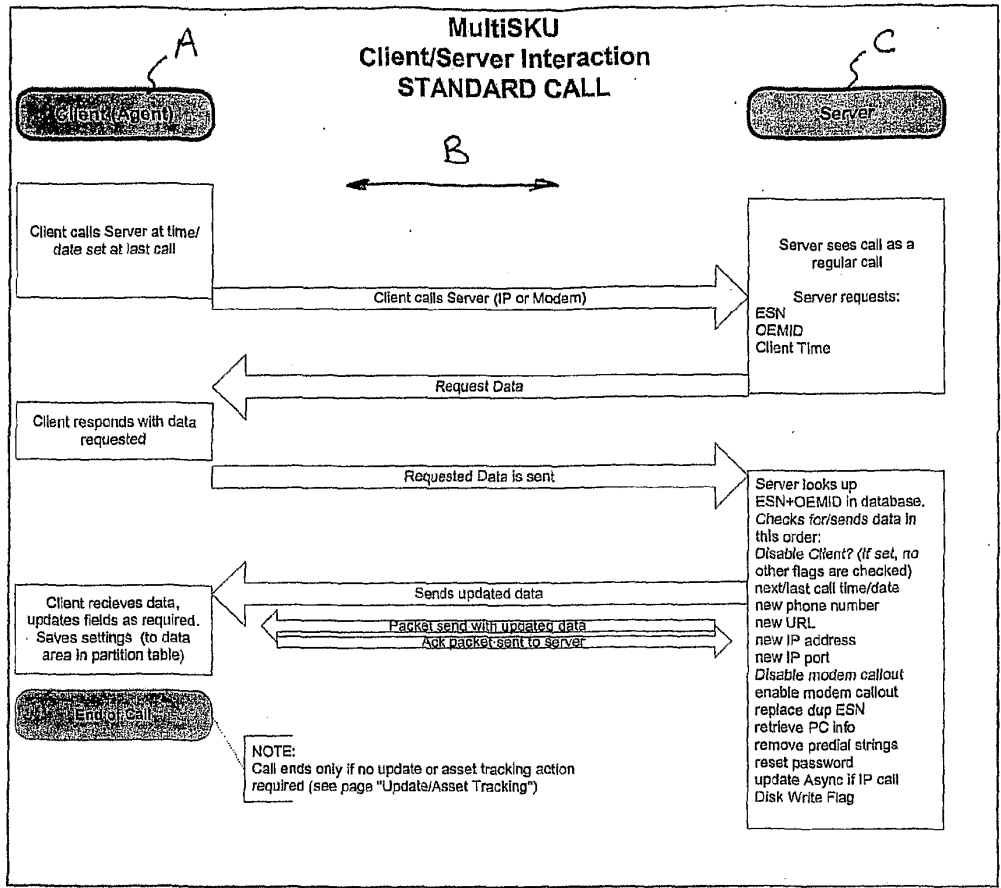 MultiSKU
Client/Server Interaction
STANDARD CALL
A
C
Client (Agent)
Server
B
Client calls Server at time/
date set at last call
Server sees call as a
regular call
Server requests:
ESN
OEMID
Client Time
Client calls Server (IP or Modem)
Request Data
Client responds with data
requested
Requested Data is sent
Server looks up
ESN+OEMID in database.
Checks for/sends data in
this order:
Disable Client? (if set, no
other flags are checked)
next/last call time/date
new phone number
new URL
new IP address
new IP port
Disable modem callout
enable modem callout
replace dup ESN
retrieve PC info
remove predial strings
reset password
update Async if IP call
Disk Write Flag
Sends updated data
Packet send with updated data
Ack packet sent to server
Client recieves data,
updates fields as required.
Saves settings (to data
area in partition table)
End of Call
NOTE:
Call ends only if no update or asset tracking action
required (see page "Update/Asset Tracking")